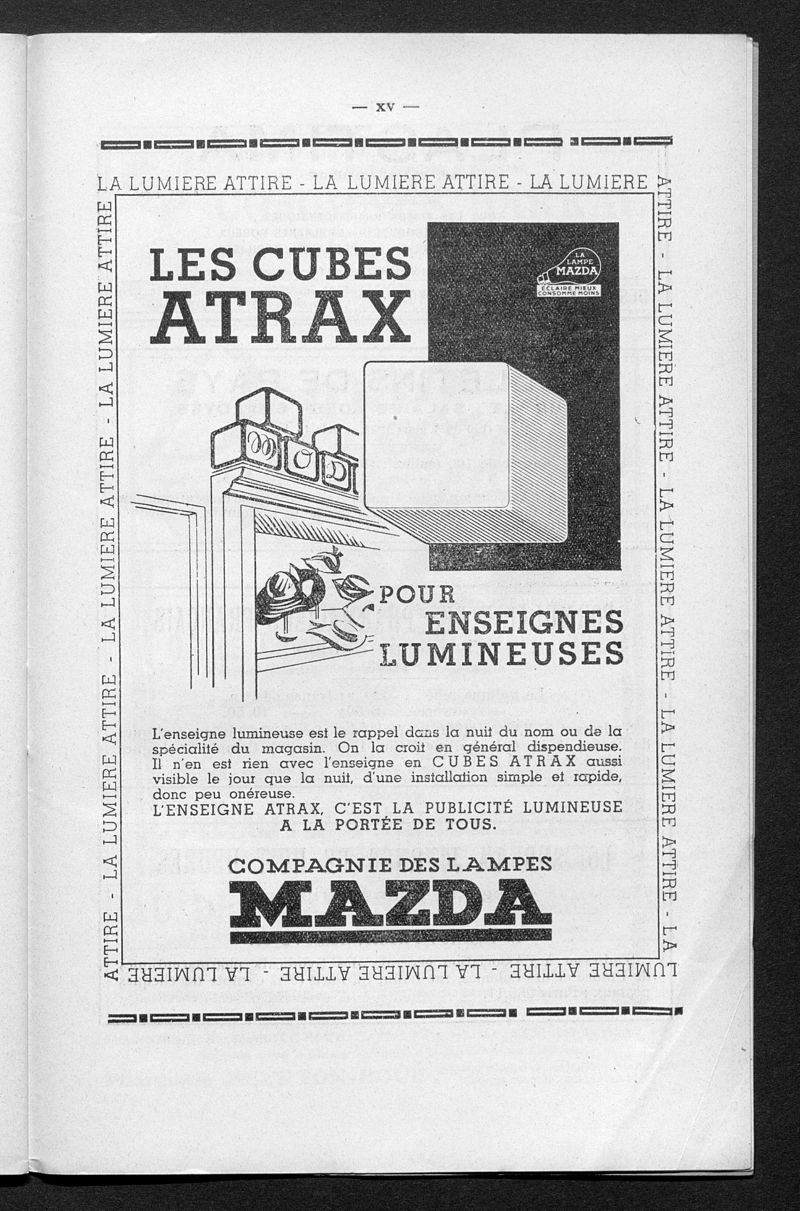 — XV —
LA LUMIERE ATTIRE - LA LUMIERE ATTIRE - LA LUMIERE
ATTIRE - LA LUMIERE ATTIRE - LA LUMIERE ATTIRE - LA LUMIERE ATTIRE - LA
LUMIERE ATTIRE - LA LUMIERE ATTIRE - LA LUMIERE
ATTIRE - LA LUMIERE ATTIRE - LA LUMIERE ATTIRE - LA LUMIERE ATTIRE
LES CUBES
ATRAX
LA
LAMPE
MAZDA
ÉCLAIRE MIEUX
CONSOMME MOINS
MOD
POUR
ENSEIGNES
LUMINEUSES
L'enseigne lumineuse est le rappel dans la nuit du nom ou de la
spécialité du magasin. On la croit en général dispendieuse.
Il n'en est rien avec l'enseigne en CUBES ATRAX aussi
visible le jour que la nuit, d'une installation simple et rapide,
donc peu onéreuse.
L'ENSEIGNE ATRAX, C'EST LA PUBLICITÉ LUMINEUSE
A LA PORTÉE DE TOUS.
COMPAGNIE DES LAMPES
MAZDA